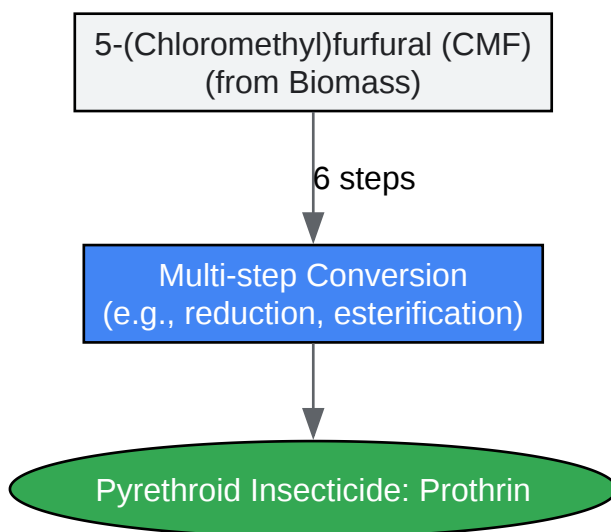 5-(Chloromethyl)furfural (CMF)
(from Biomass)
6 steps
Multi-step Conversion
(e.g., reduction, esterification)
Pyrethroid Insecticide: Prothrin